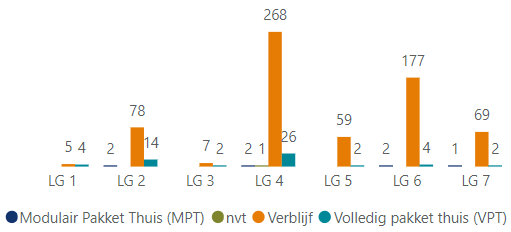 268
177
78
59
69
5 4 2 14 7 2 2 1 26 2 2 4 1 2
LG 1 LG 2 LG 3 LG 4 LG 5 LG 6 LG 7
Modulair Pakket Thuis (MPT) nvt Verblijf Volledig pakket thuis (VPT)